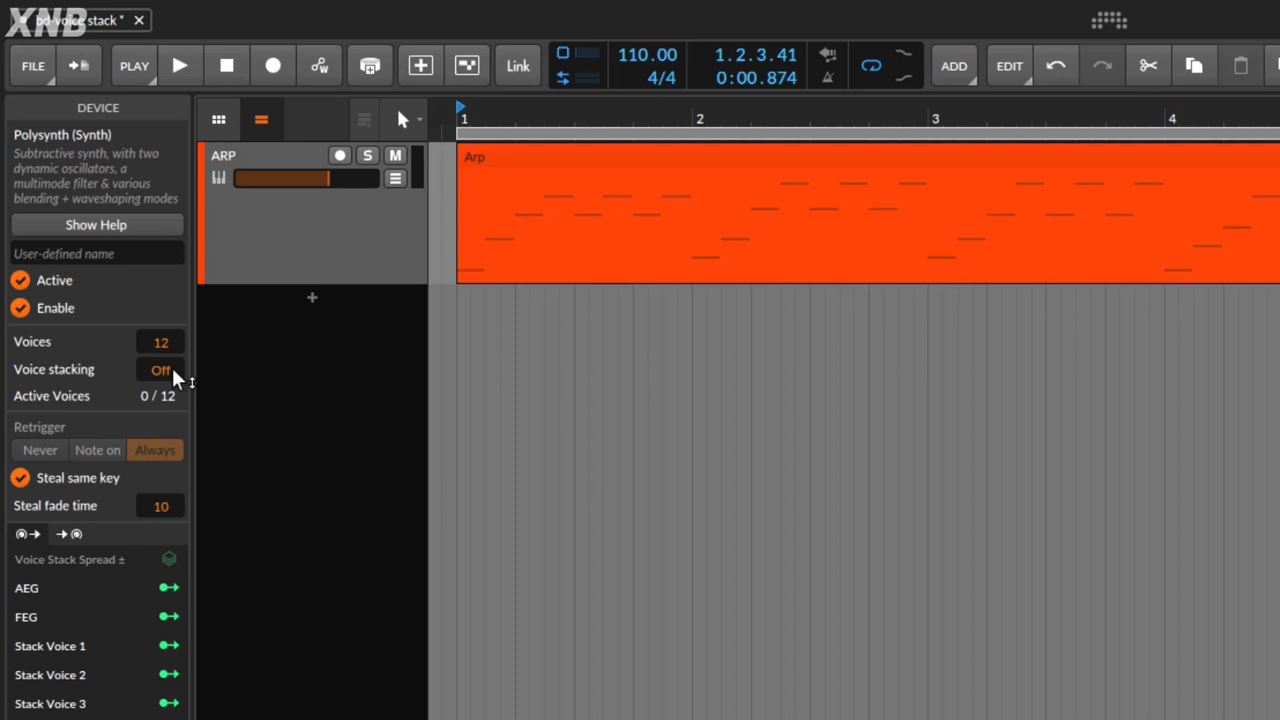 XNB
bd-voice stack *
FILE
PLAY
Link
110.00
4/4
1.2.3.41
0:00.874
ADD
EDIT
DEVICE
Polysynth (Synth)
Subtractive synth, with two
dynamic oscillators, a
multimode filter & various
blending + waveshaping modes
Show Help
User-defined name
Active
Enable
Voices 12
Voice stacking Off
Active Voices 0 / 12
Retrigger
Never Note on Always
Steal same key
Steal fade time 10
Voice Stack Spread ±
AEG
FEG
Stack Voice 1
Stack Voice 2
Stack Voice 3
ARP
S M
1 2 3 4
Arp